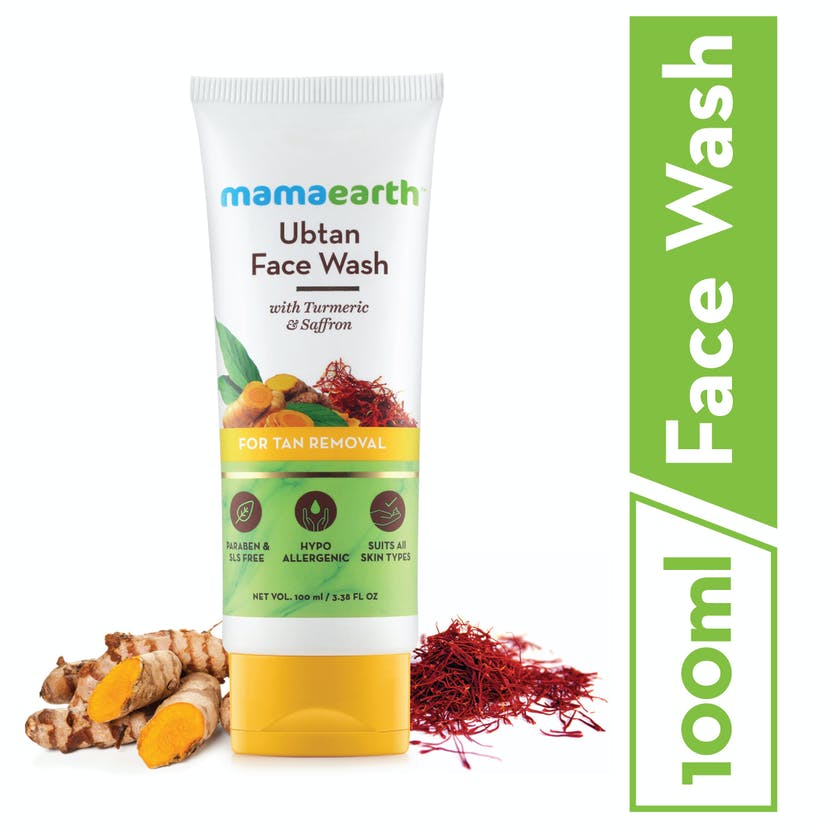 mamaearth™
Ubtan
Face Wash
with Turmeric
& Saffron
FOR TAN REMOVAL
PARABEN &
SLS FREE
HYPO
ALLERGENIC
SUITS All
SKIN TYPES
NET VOL. 100 ml / 3.38 FL OZ
100ml
Face Wash